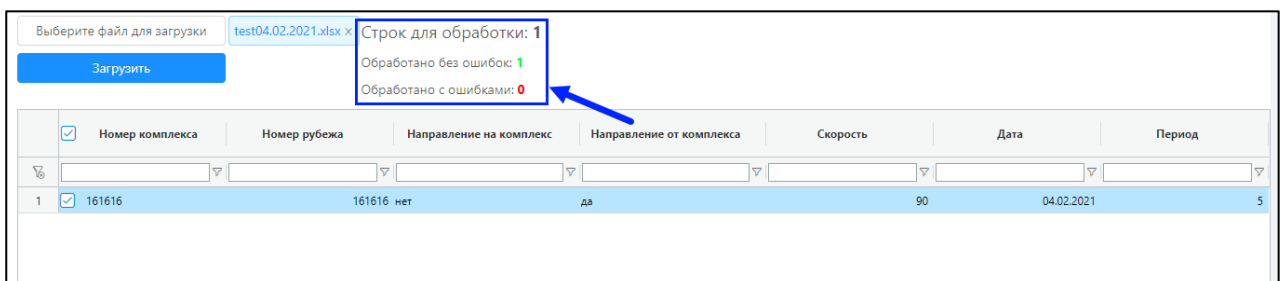 Выберите файл для загрузки test04.02.2021.xlsx × Строк для обработки: 1
Обработано без ошибок: 1
Загрузить
Обработано с ошибками: 0
Номер комплекса Номер рубежа Направление на комплекс Направление от комплекса Скорость Дата Период
1 161616 161616 нет да 90 04.02.2021 5